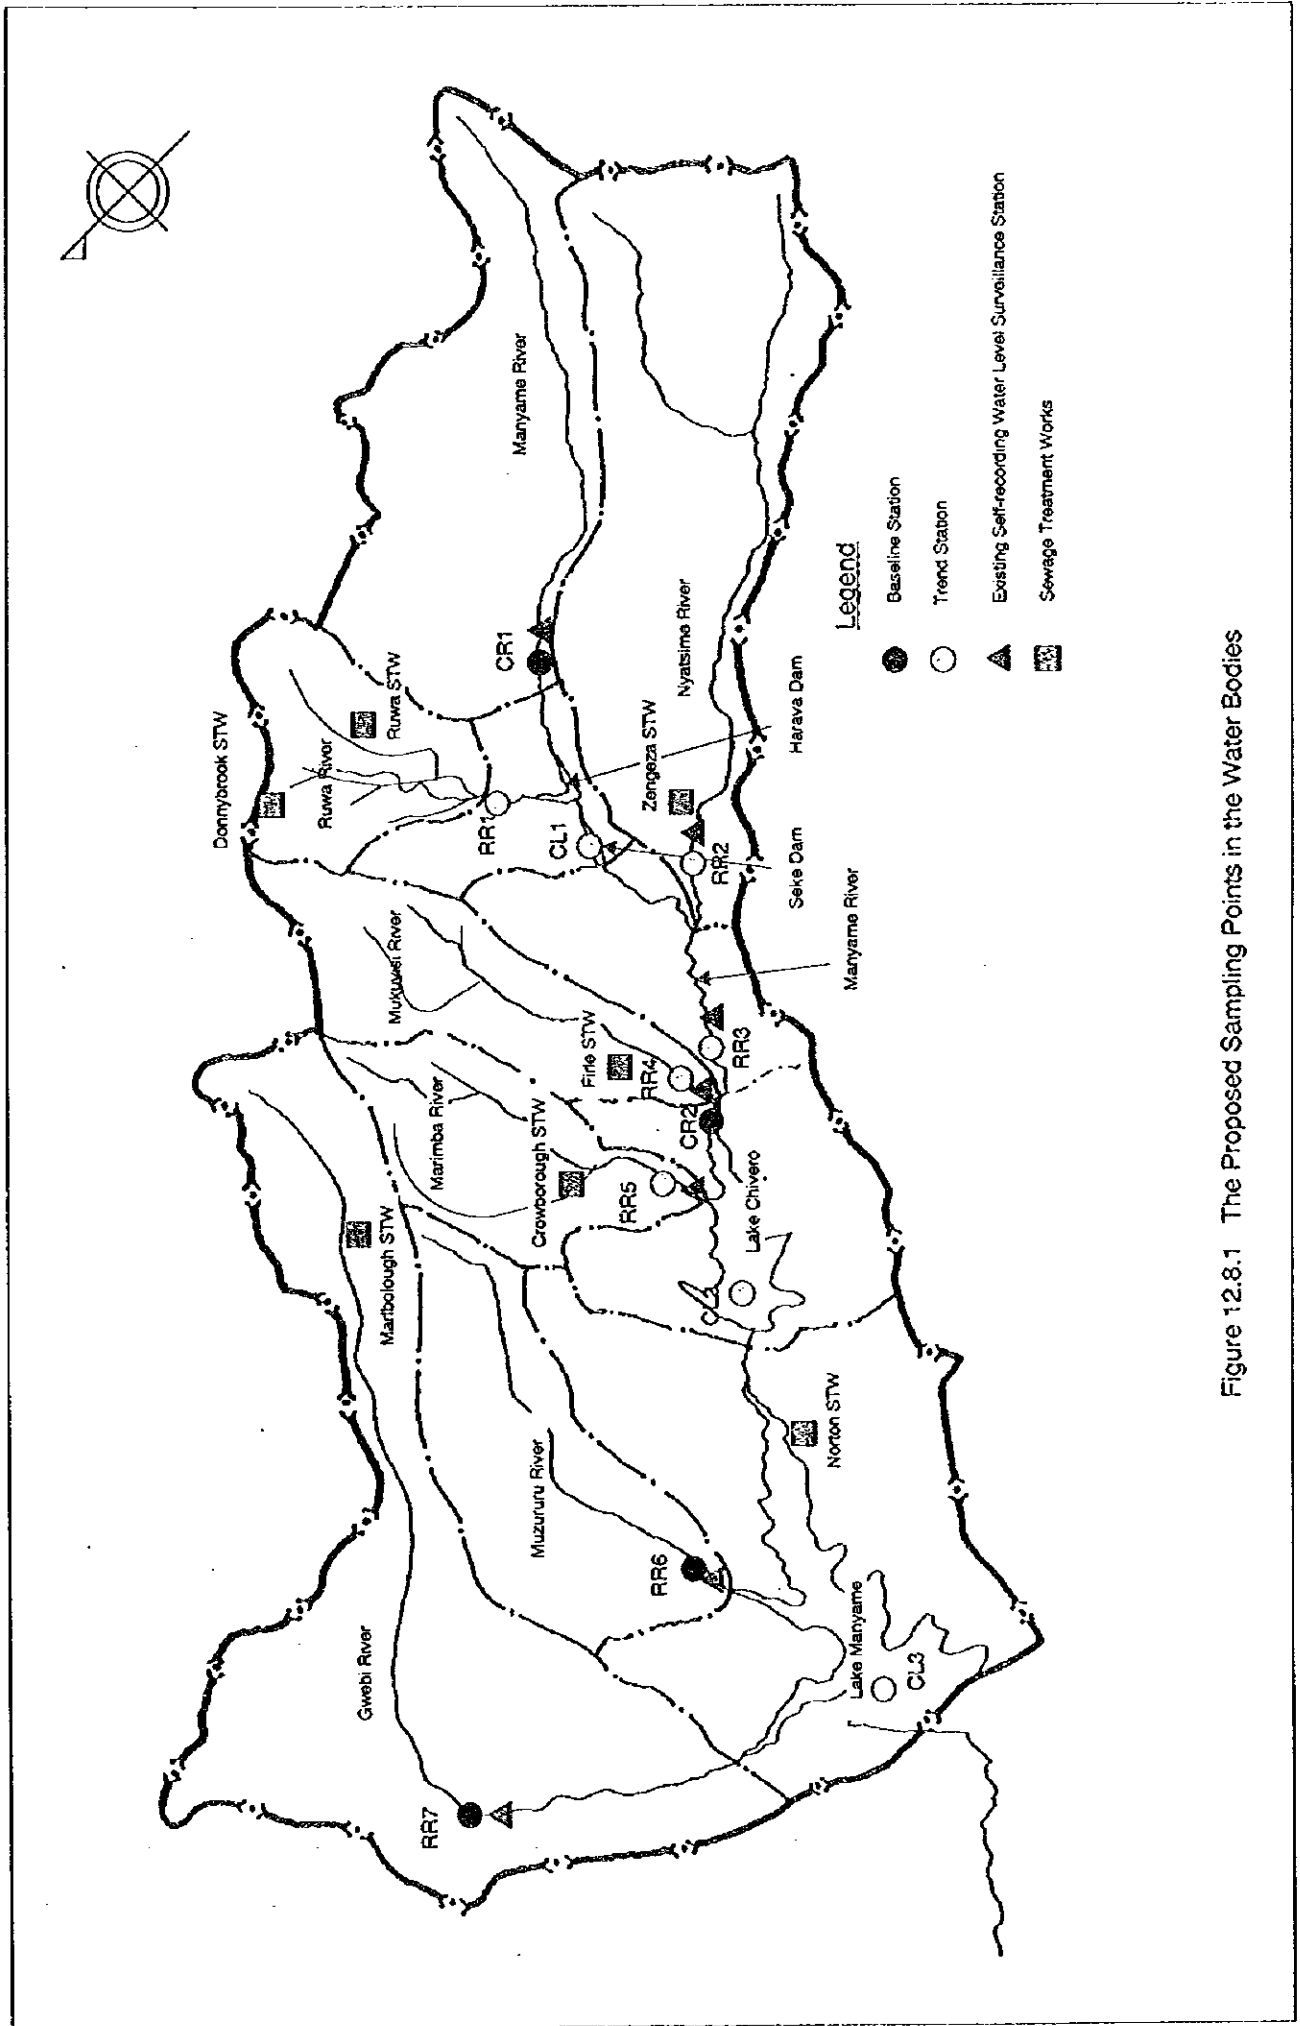 Gwebi River
RR7
Marlbolough STW
Muzururu River
RR6
Lake Manyame
CL3
Norton STW
Marimba River
Crowborough STW
RR5
Lake Chivero
Mukuvisi River
Firle STW
RR4
CR2
RR3
Manyame River
Donnybrook STW
Ruwa River
Ruwa STW
RR1
CL1
Zengeza STW
RR2
Seke Dam
Harava Dam
Nyatsime River
CR1
Manyame River
Legend
Baseline Station
Trend Station
Existing Self-recording Water Level Survaillance Station
Sewage Treatment Works
Figure 12.8.1 The Proposed Sampling Points in the Water Bodies